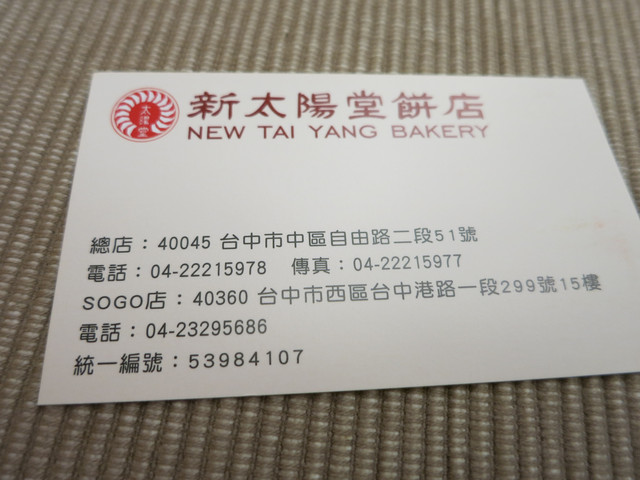 太陽堂
新太陽堂餅店
NEW TAI YANG BAKERY
總店：40045 台中市中區自由路二段51號
電話：04-22215978 傳真：04-22215977
SOGO店：40360 台中市西區台中港路一段299號15樓
電話：04-23295686
統一編號：53984107